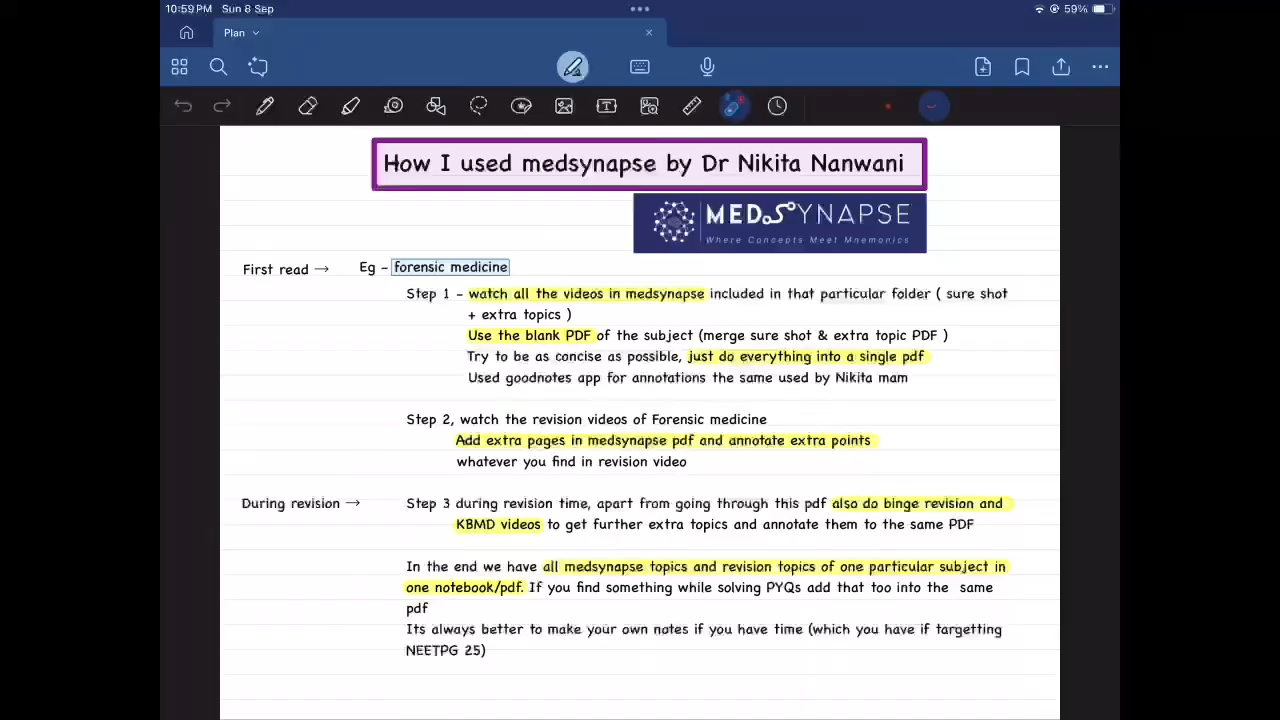 10:59 PM Sun 8 Sep
59%
Plan
How I used medsynapse by Dr Nikita Nanwani
MEDSYNAPSE
Where Concepts Meet Mnemonics
First read → Eg - forensic medicine
Step 1 - watch all the videos in medsynapse included in that particular folder ( sure shot
+ extra topics )
Use the blank PDF of the subject (merge sure shot & extra topic PDF )
Try to be as concise as possible, just do everything into a single pdf
Used goodnotes app for annotations the same used by Nikita mam
Step 2, watch the revision videos of Forensic medicine
Add extra pages in medsynapse pdf and annotate extra points
whatever you find in revision video
During revision → Step 3 during revision time, apart from going through this pdf also do binge revision and
KBMD videos to get further extra topics and annotate them to the same PDF
In the end we have all medsynapse topics and revision topics of one particular subject in
one notebook/pdf. If you find something while solving PYQs add that too into the same
pdf
Its always better to make your own notes if you have time (which you have if targetting
NEETPG 25)